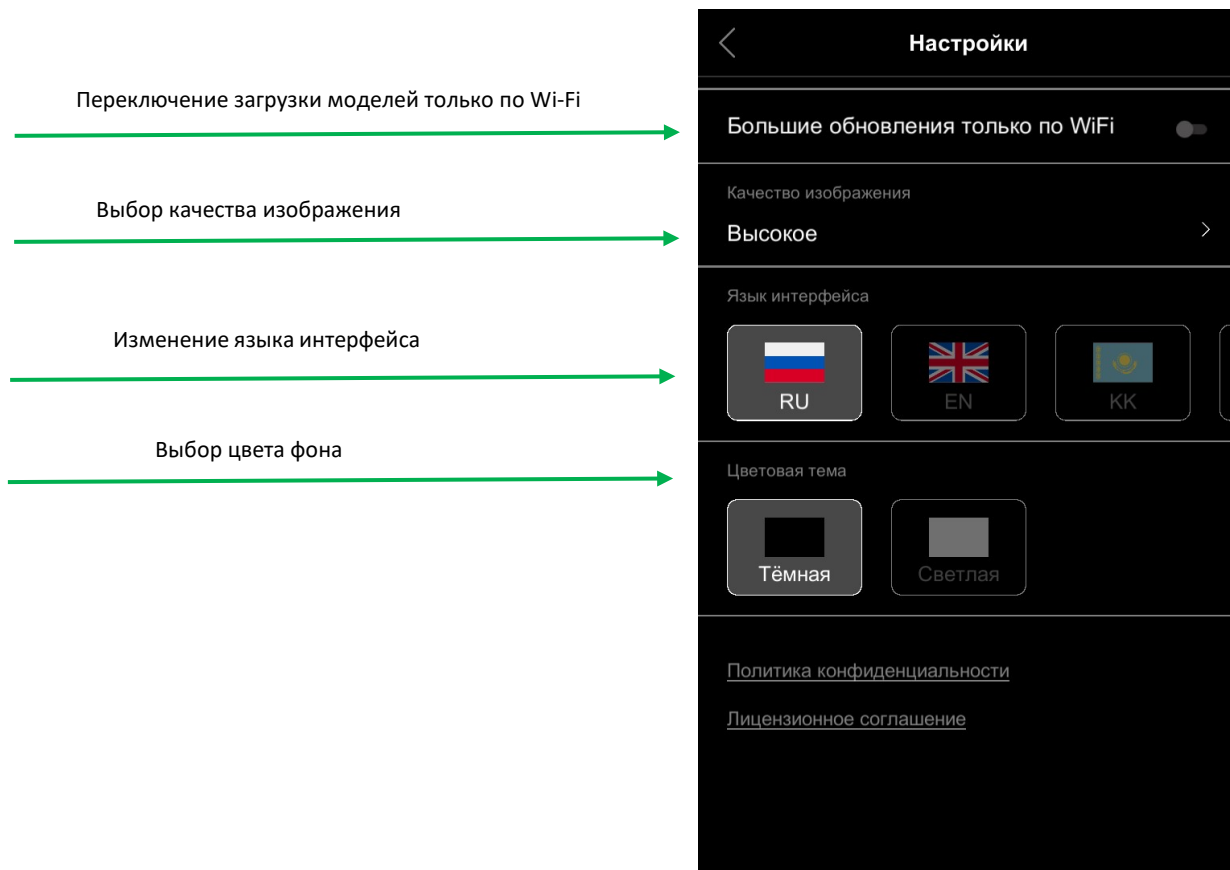 Настройки
Переключение загрузки моделей только по Wi-Fi
Большие обновления только по WiFi
Выбор качества изображения
Качество изображения
Высокое
Изменение языка интерфейса
Язык интерфейса
RU
EN
KK
Выбор цвета фона
Цветовая тема
Тёмная
Светлая
Политика конфиденциальности
Лицензионное соглашение